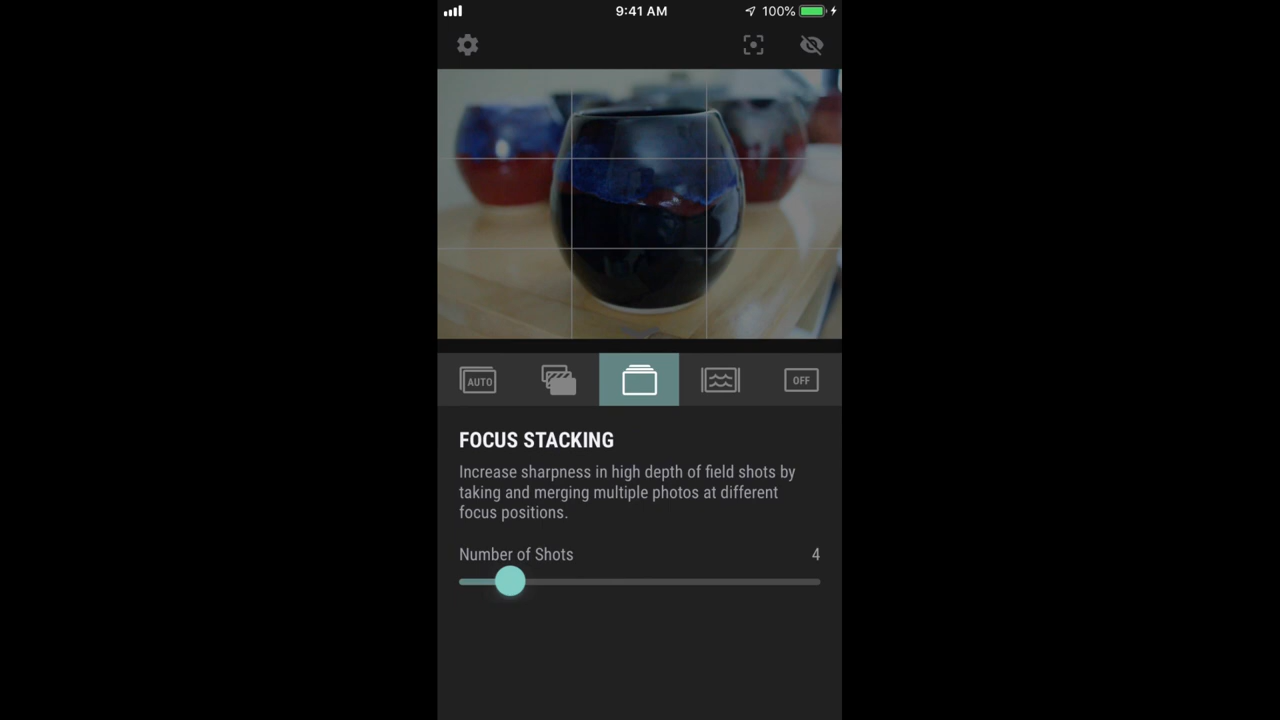 9:41 AM
100%
AUTO
OFF
FOCUS STACKING
Increase sharpness in high depth of field shots by
taking and merging multiple photos at different
focus positions.
Number of Shots
4